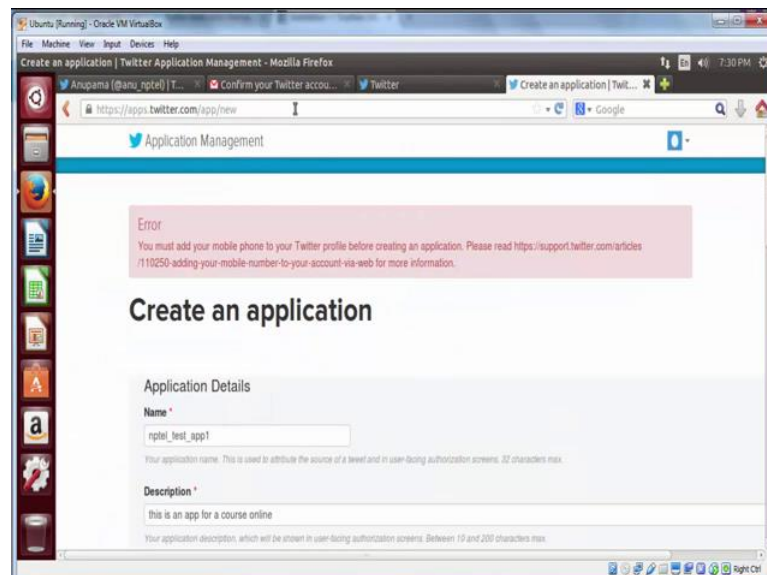 Ubuntu [Running] - Oracle VM VirtualBox
File Machine View Input Devices Help
Create an application | Twitter Application Management - Mozilla Firefox
En 7:30 PM
Anupama (@anu_nptel) | T... Confirm your Twitter accou... Twitter Create an application | Twit...
https://apps.twitter.com/app/new Google
Application Management
Error
You must add your mobile phone to your Twitter profile before creating an application. Please read https://support.twitter.com/articles
/110250-adding-your-mobile-number-to-your-account-via-web for more information.
Create an application
Application Details
Name *
nptel_test_app1
Your application name. This is used to attribute the source of a tweet and in user-facing authorization screens. 32 characters max.
Description *
this is an app for a course online
Your application description, which will be shown in user-facing authorization screens. Between 10 and 200 characters max.
Right Ctrl